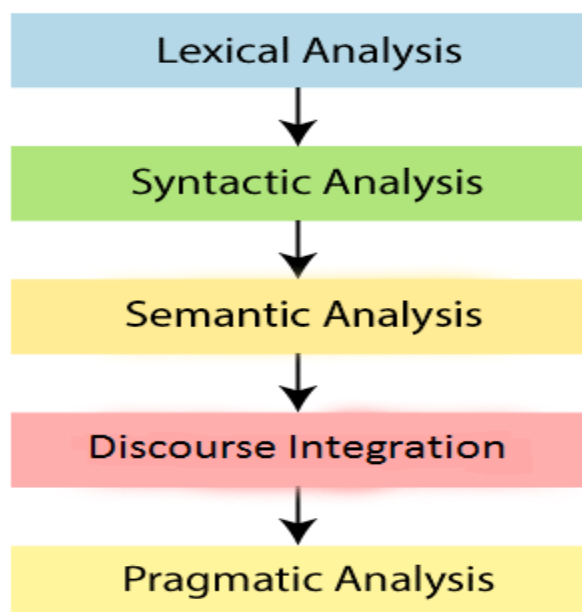 Lexical Analysis
Syntactic Analysis
Semantic Analysis
Discourse Integration
Pragmatic Analysis